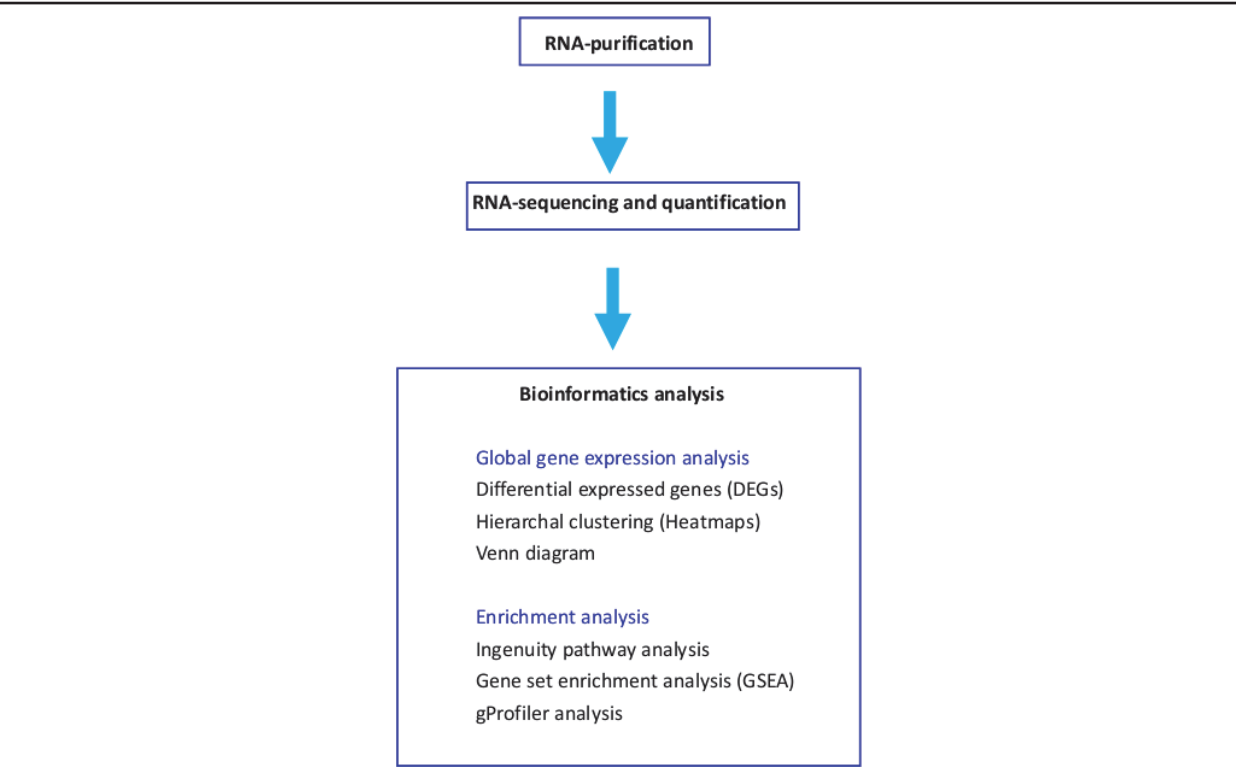 RNA-purification
RNA-sequencing and quantification
Bioinformatics analysis
Global gene expression analysis
Differential expressed genes (DEGs)
Hierarchal clustering (Heatmaps)
Venn diagram
Enrichment analysis
Ingenuity pathway analysis
Gene set enrichment analysis (GSEA)
gProfiler analysis